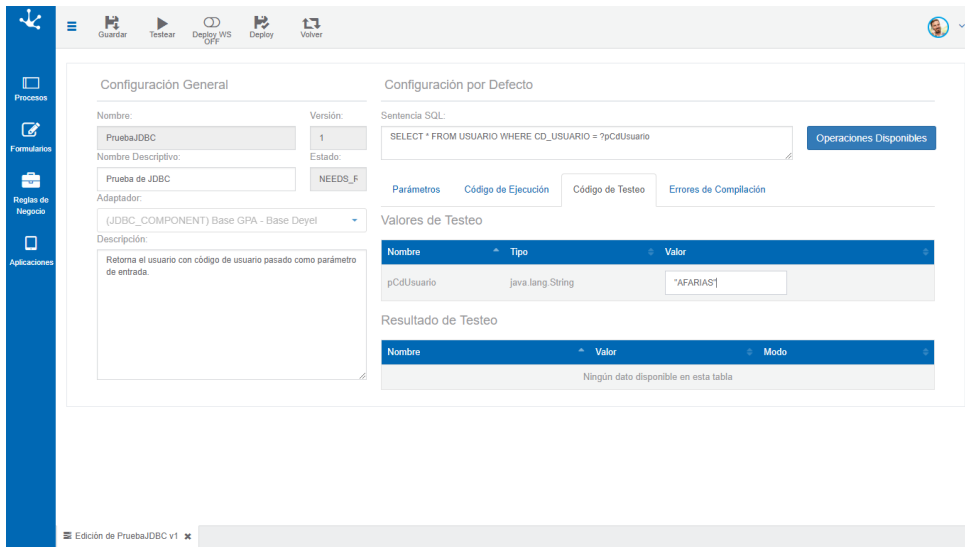 Guardar
Testear
Deploy WS
OFF
Deploy
Volver
Procesos
Formularios
Reglas de
Negocio
Aplicaciones
Configuración General
Nombre:
Versión:
PruebaJDBC
1
Nombre Descriptivo:
Estado:
Prueba de JDBC
NEEDS_F
Adaptador:
(JDBC_COMPONENT) Base GPA - Base Deyel
Descripción:
Retorna el usuario con código de usuario pasado como parámetro
de entrada.
Configuración por Defecto
Sentencia SQL:
SELECT * FROM USUARIO WHERE CD_USUARIO = ?pCdUsuario
Operaciones Disponibles
Parámetros
Código de Ejecución
Código de Testeo
Errores de Compilación
Valores de Testeo
Nombre
Tipo
Valor
pCdUsuario
java.lang.String
"AFARIAS"
Resultado de Testeo
Nombre
Valor
Modo
Ningún dato disponible en esta tabla
Edición de PruebaJDBC v1